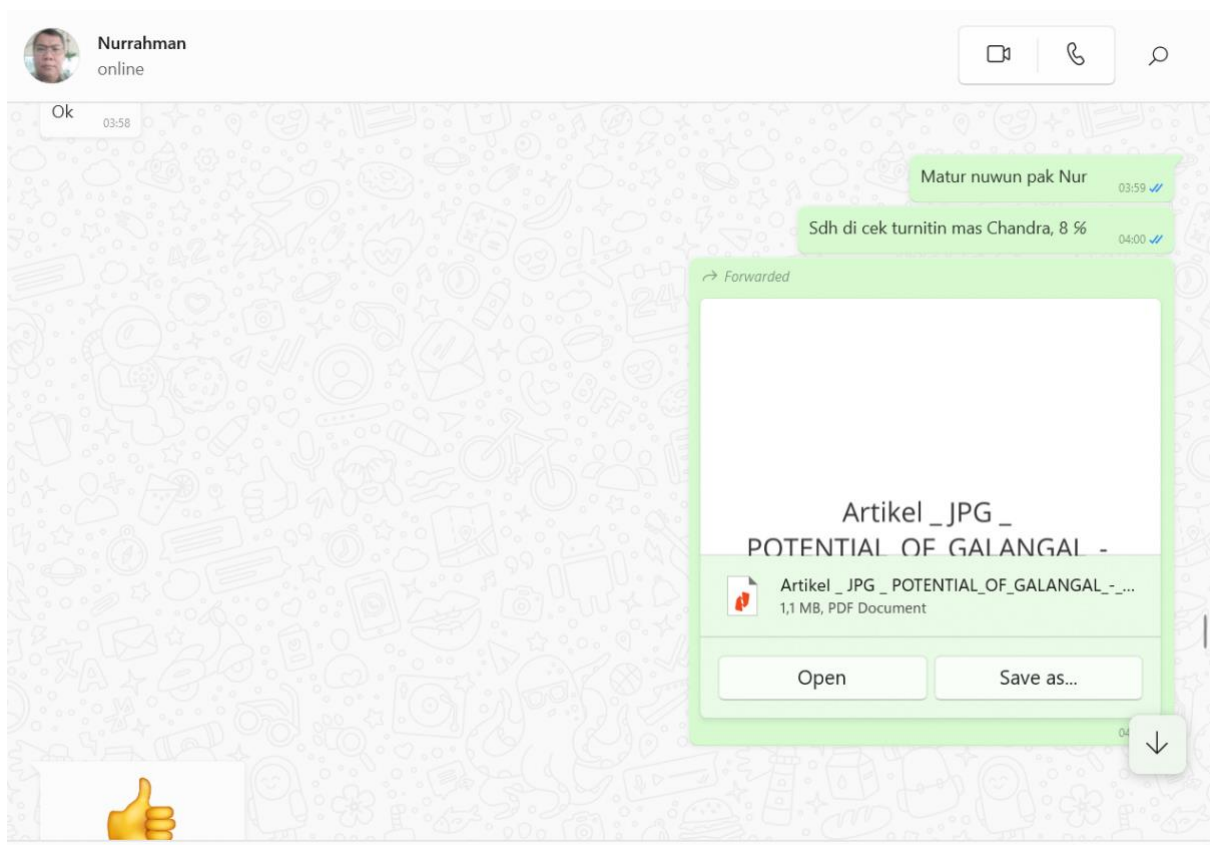 Nurrahman
online
Ok
03:58
Matur nuwun pak Nur
03:59
Sdh di cek turnitin mas Chandra, 8 %
04:00
Forwarded
Artikel _ JPG _
POTENTIAL_OF_GALANGAL_-
Artikel _ JPG _ POTENTIAL_OF_GALANGAL_-_...
1,1 MB, PDF Document
Open
Save as...